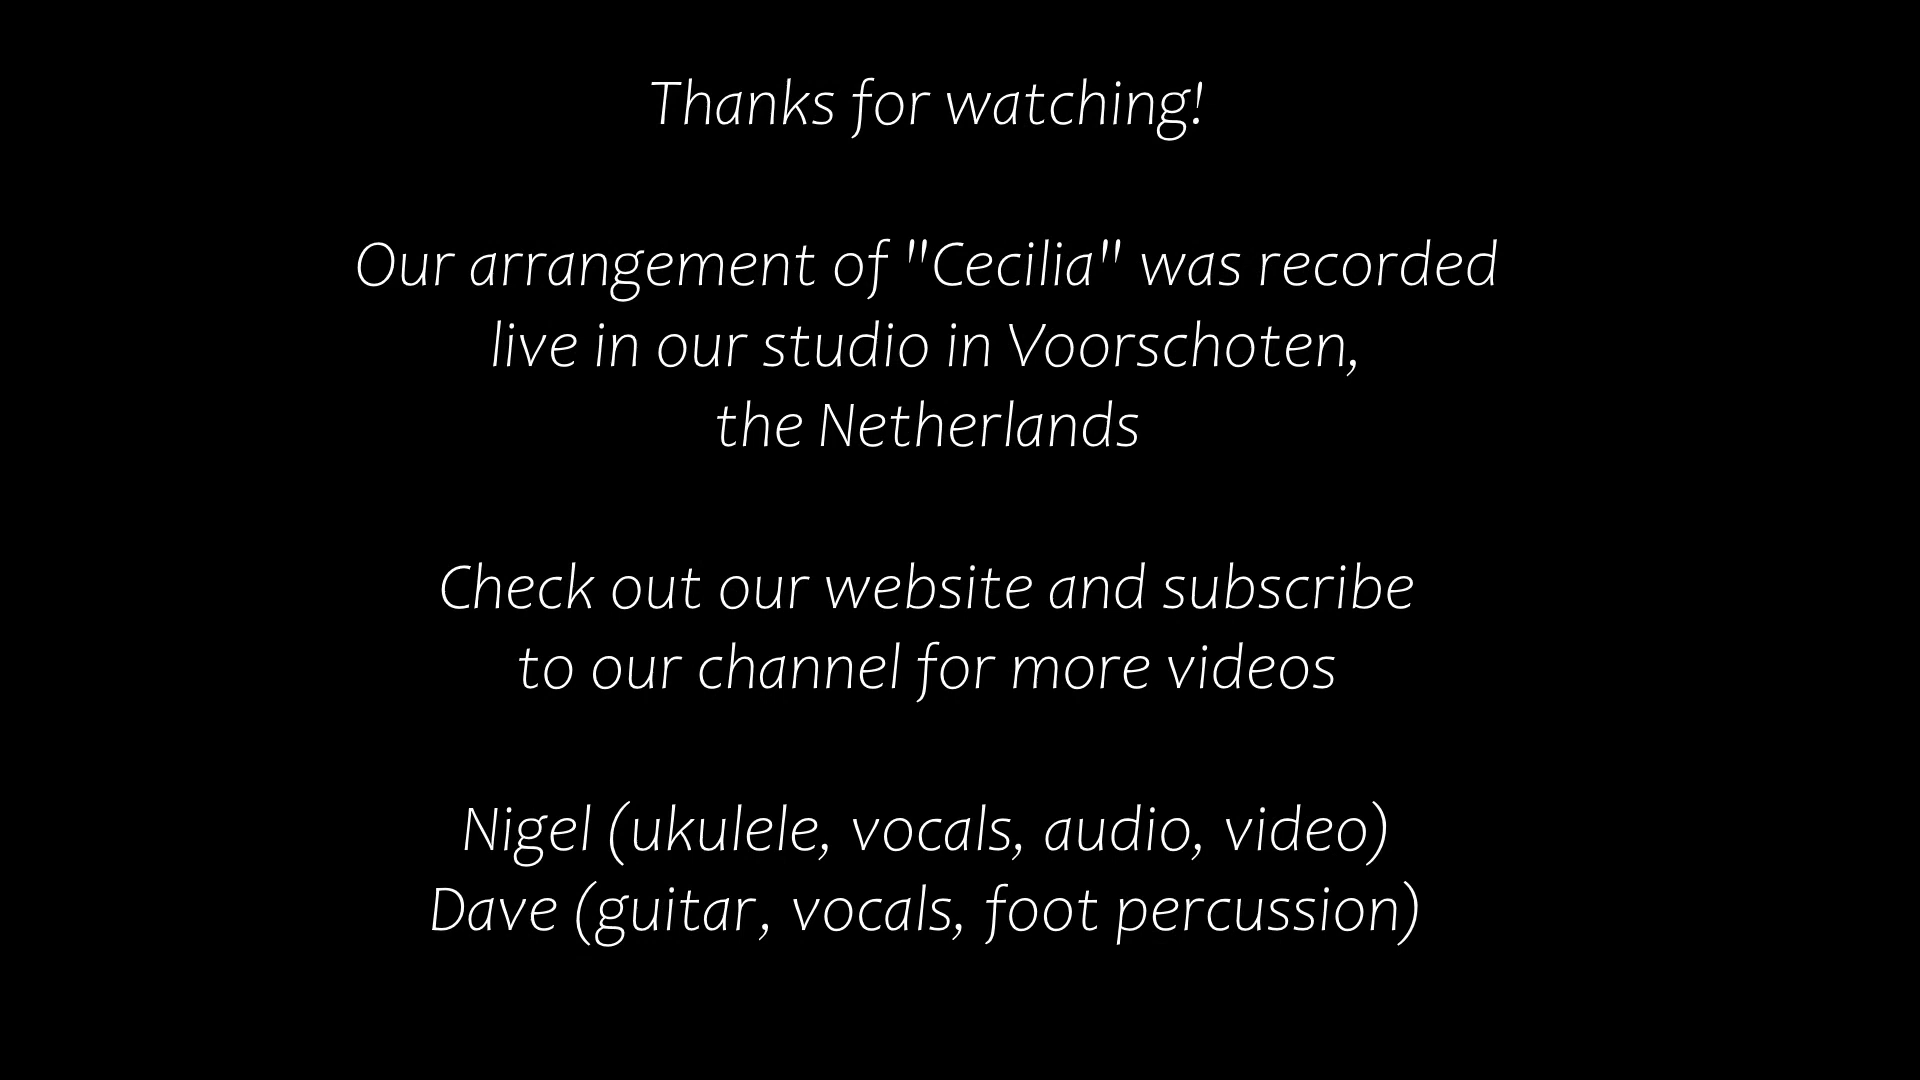 Thanks for watching!
Our arrangement of "Cecilia" was recorded
live in our studio in Voorschoten,
the Netherlands
Check out our website and subscribe
to our channel for more videos
Nigel (ukulele, vocals, audio, video)
Dave (guitar, vocals, foot percussion)